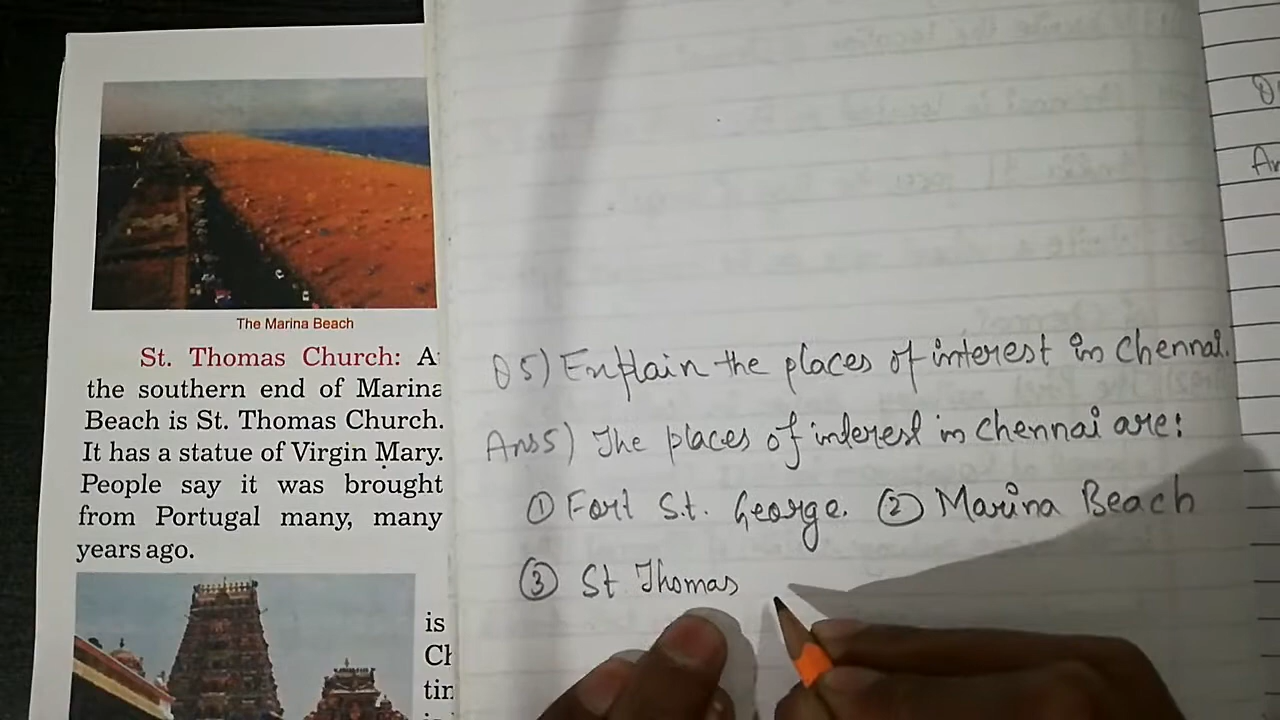 The Marina Beach
St. Thomas Church: A
the southern end of Marina
Beach is St. Thomas Church.
It has a statue of Virgin Mary.
People say it was brought
from Portugal many, many
years ago.
is
Ch
tin
Q5) Explain the places of interest in Chennai.
Ans5) The places of interest in Chennai are:
① Fort St. George. ② Marina Beach
③ St Thomas
An